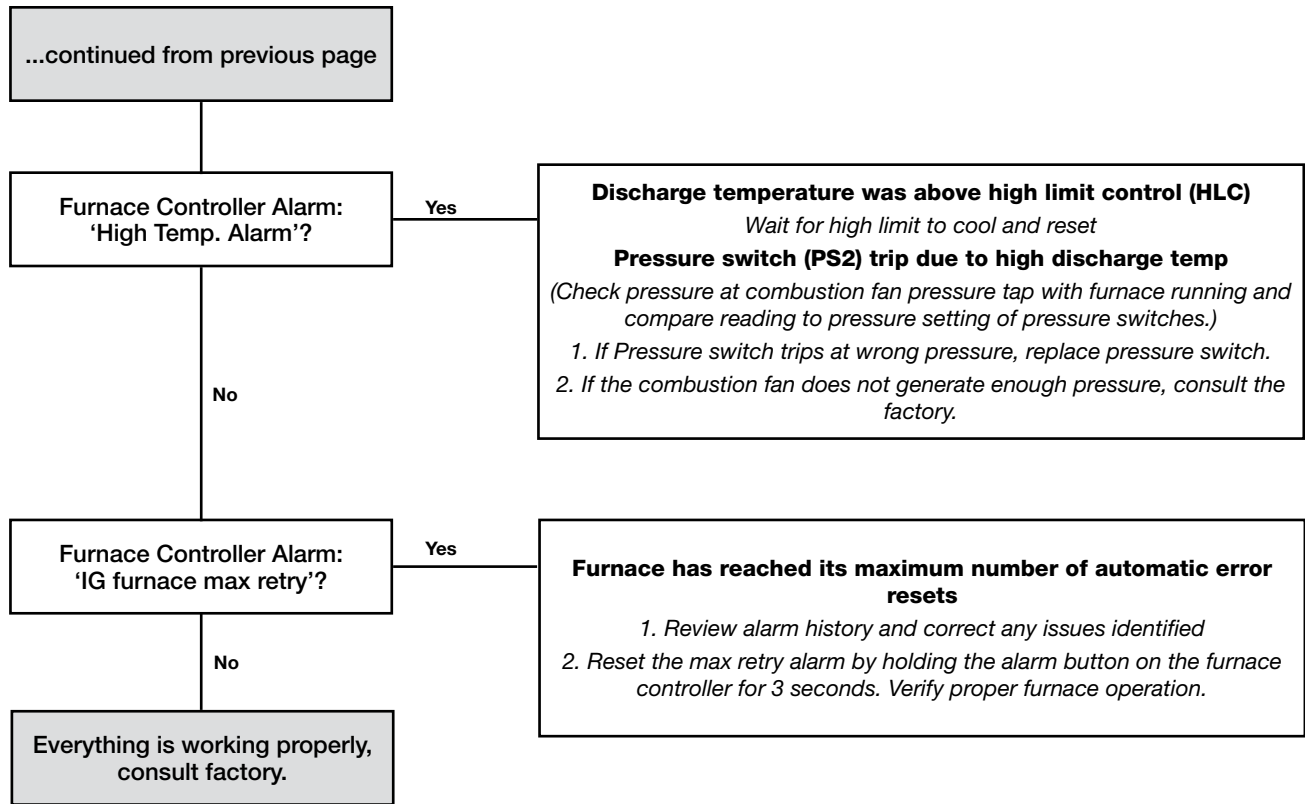 ...continued from previous page
Furnace Controller Alarm:
'High Temp. Alarm'?
Yes
Discharge temperature was above high limit control (HLC)
Wait for high limit to cool and reset
Pressure switch (PS2) trip due to high discharge temp
(Check pressure at combustion fan pressure tap with furnace running and
compare reading to pressure setting of pressure switches.)
1. If Pressure switch trips at wrong pressure, replace pressure switch.
2. If the combustion fan does not generate enough pressure, consult the
factory.
No
Furnace Controller Alarm:
'IG furnace max retry'?
Yes
Furnace has reached its maximum number of automatic error
resets
1. Review alarm history and correct any issues identified
2. Reset the max retry alarm by holding the alarm button on the furnace
controller for 3 seconds. Verify proper furnace operation.
No
Everything is working properly,
consult factory.